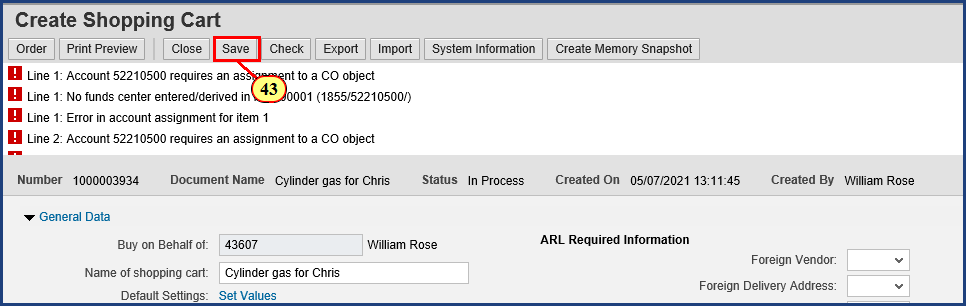 Create Shopping Cart
Order Print Preview Close Save Check Export Import System Information Create Memory Snapshot
Line 1: Account 52210500 requires an assignment to a CO object
43
Line 1: No funds center entered/derived in 0001 (1855/52210500/)
Line 1: Error in account assignment for item 1
Line 2: Account 52210500 requires an assignment to a CO object
Number 1000003934 Document Name Cylinder gas for Chris Status In Process Created On 05/07/2021 13:11:45 Created By William Rose
General Data
Buy on Behalf of: 43607 William Rose ARL Required Information
Foreign Vendor:
Name of shopping cart: Cylinder gas for Chris
Foreign Delivery Address:
Default Settings: Set Values